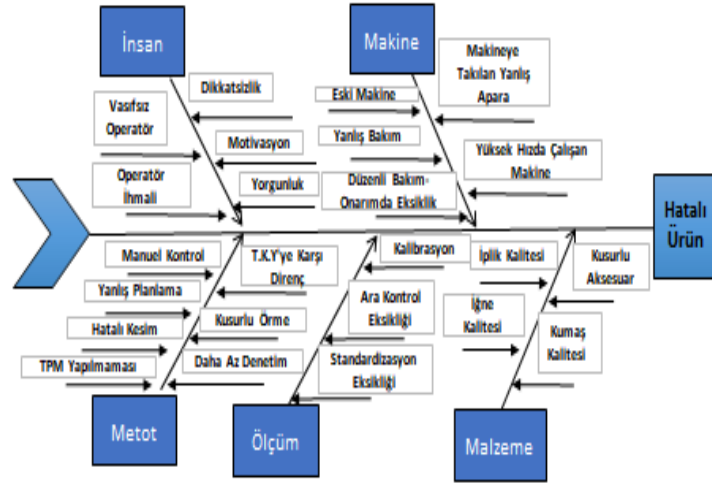 İnsan
Makine
Dikkatsizlik
Vasıfsız
Operatör
Motivasyon
Operatör
İhmali
Yorgunluk
Eski Makine
Makineye
Takılan Yanlış
Apara
Yanlış Bakım
Yüksek Hızda Çalışan
Makine
Düzenli Bakım-
Onarımda Eksiklik
Hatalı
Ürün
Manuel Kontrol
T.K.Y'ye Karşı
Direnç
Yanlış Planlama
Hatalı Kesim
Kusurlu Örme
TPM Yapılmaması
Daha Az Denetim
Kalibrasyon
Ara Kontrol
Eksikliği
Standardizasyon
Eksikliği
İplik Kalitesi
Kusurlu
Aksesuar
İğne
Kalitesi
Kumaş
Kalitesi
Metot
Ölçüm
Malzeme